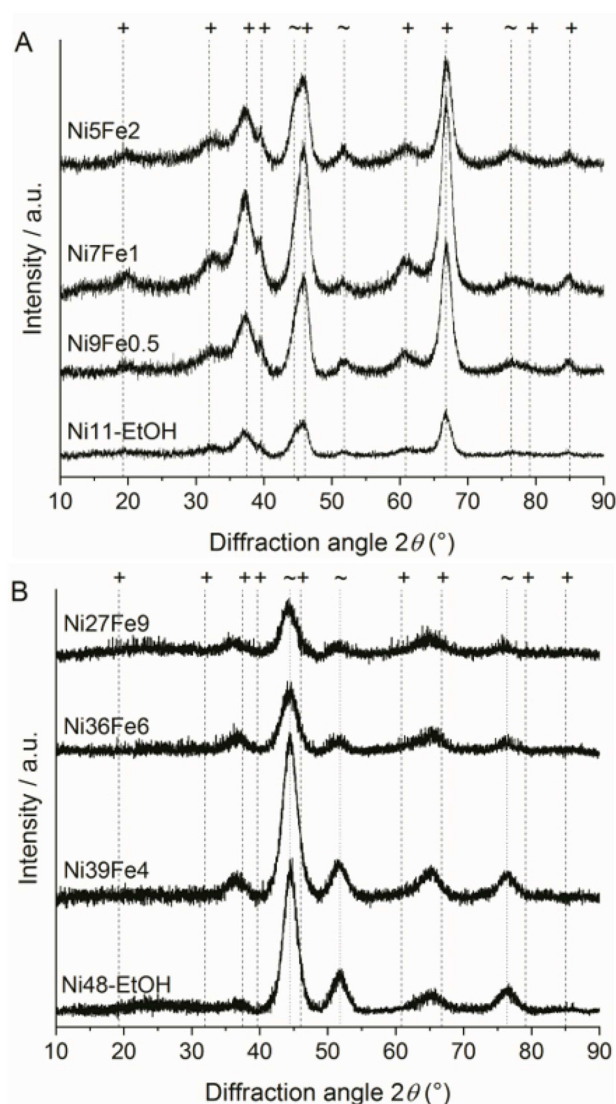 A
+ + + + ~ + ~ + + ~ + +
Ni5Fe2
Ni7Fe1
Ni9Fe0.5
Ni11-EtOH
Intensity / a.u.
10 20 30 40 50 60 70 80 90
Diffraction angle 2θ (°)
B
+ + + + ~ + ~ + + ~ + +
Ni27Fe9
Ni36Fe6
Ni39Fe4
Ni48-EtOH
Intensity / a.u.
10 20 30 40 50 60 70 80 90
Diffraction angle 2θ (°)